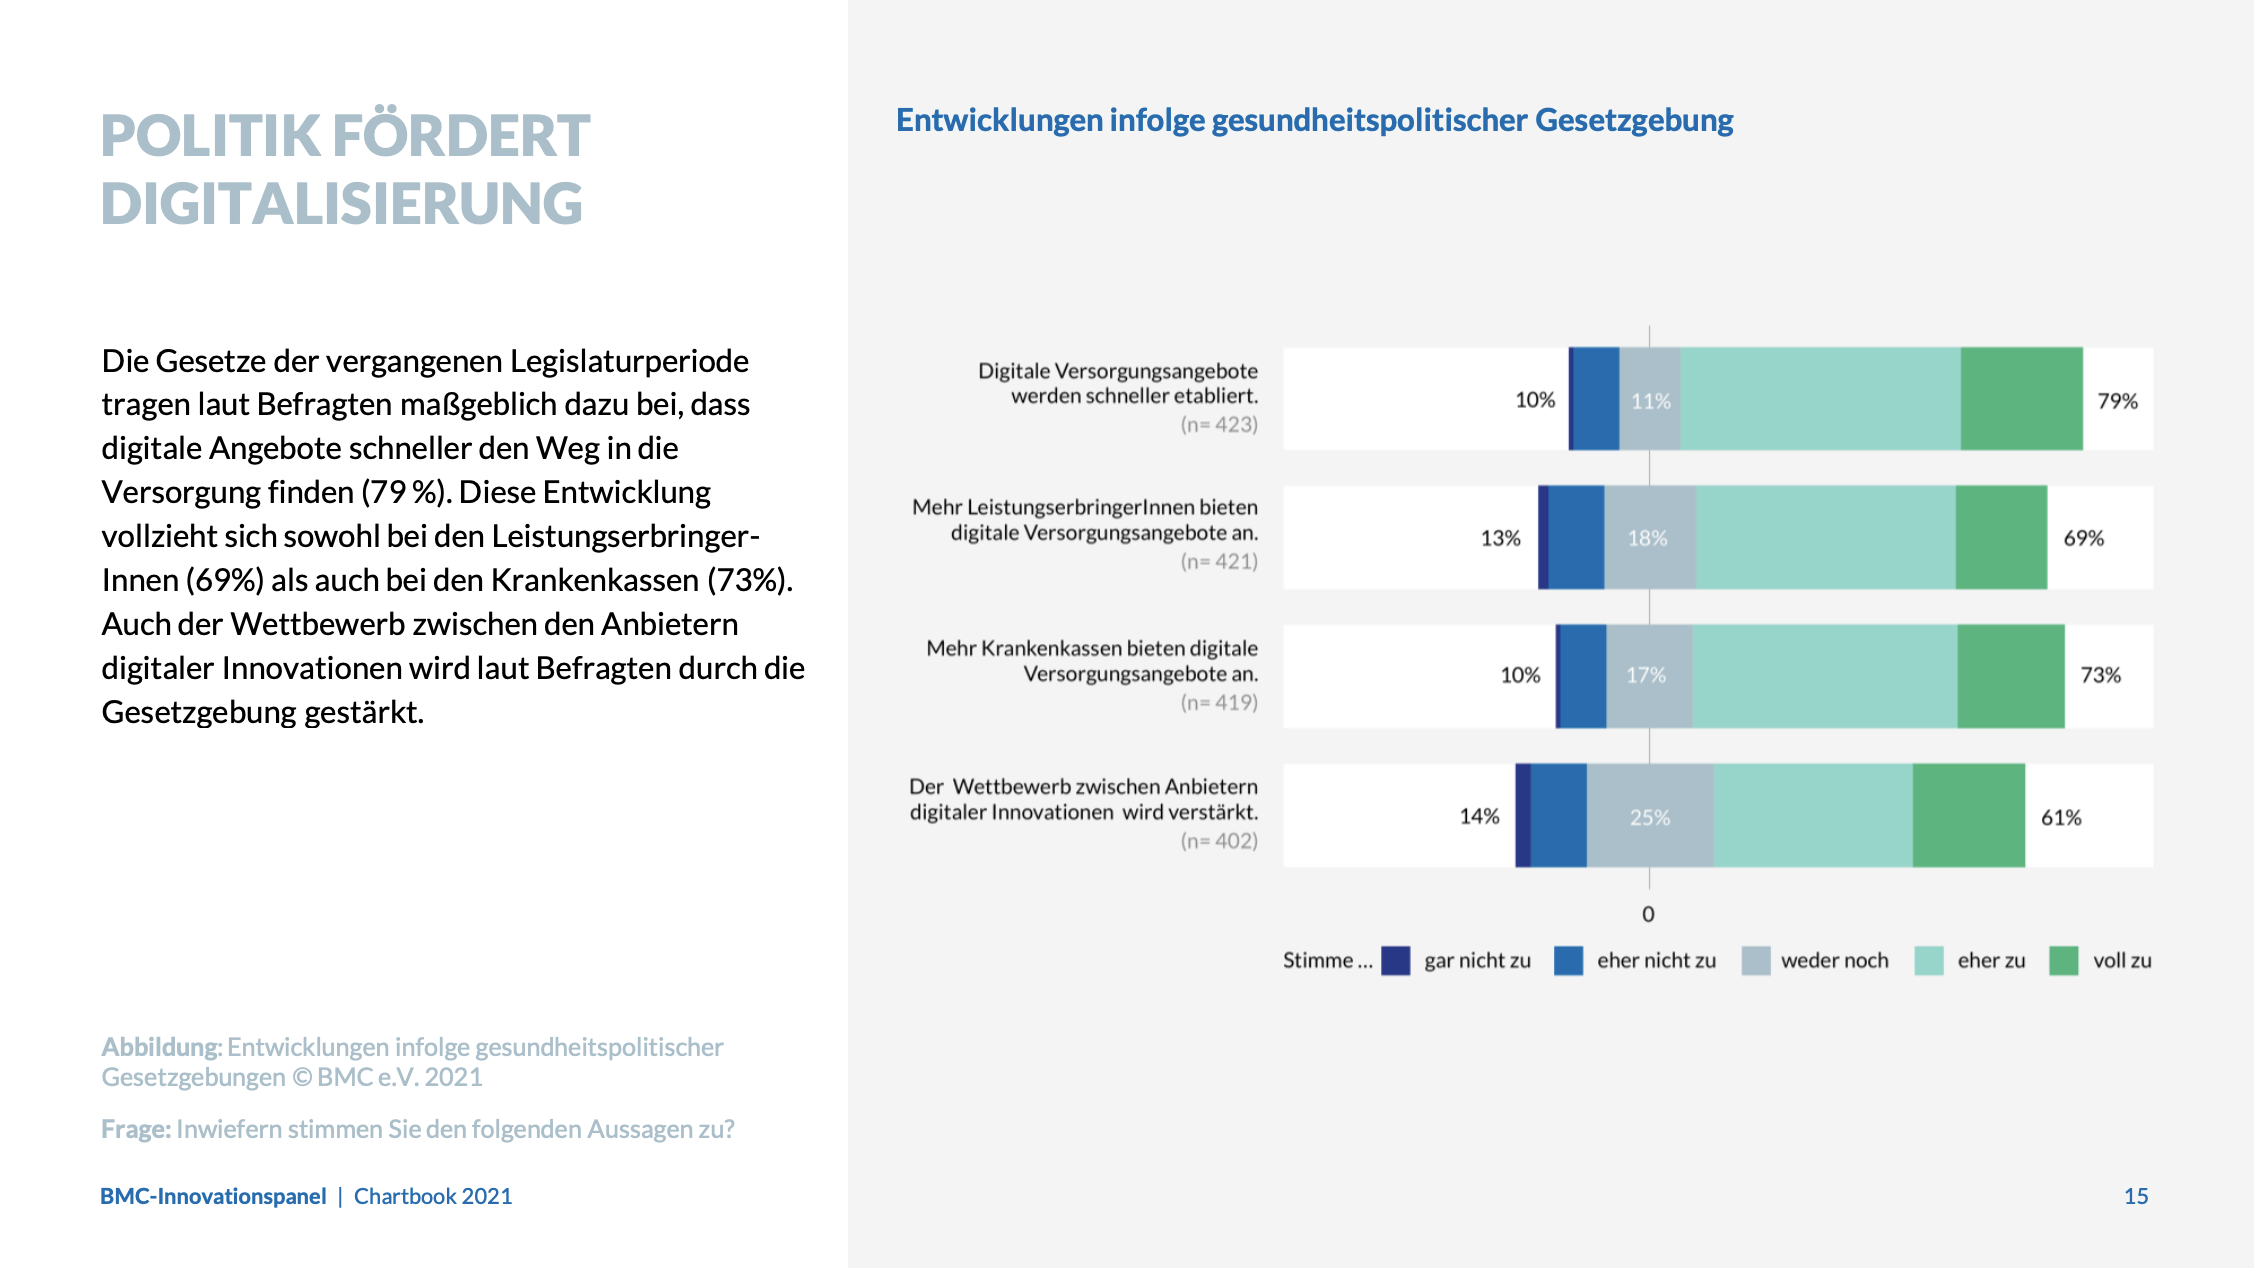 POLITIK FÖRDERT
DIGITALISIERUNG
Die Gesetze der vergangenen Legislaturperiode
tragen laut Befragten maßgeblich dazu bei, dass
digitale Angebote schneller den Weg in die
Versorgung finden (79 %). Diese Entwicklung
vollzieht sich sowohl bei den Leistungserbringer-
Innen (69%) als auch bei den Krankenkassen (73%).
Auch der Wettbewerb zwischen den Anbietern
digitaler Innovationen wird laut Befragten durch die
Gesetzgebung gestärkt.
Abbildung: Entwicklungen infolge gesundheitspolitischer
Gesetzgebungen © BMC e.V. 2021
Frage: Inwiefern stimmen Sie den folgenden Aussagen zu?
BMC-Innovationspanel | Chartbook 2021
Entwicklungen infolge gesundheitspolitischer Gesetzgebung
Digitale Versorgungsangebote
werden schneller etabliert.
(n= 423)
10% 11% 79%
Mehr LeistungserbringerInnen bieten
digitale Versorgungsangebote an.
(n= 421)
13% 18% 69%
Mehr Krankenkassen bieten digitale
Versorgungsangebote an.
(n= 419)
10% 17% 73%
Der Wettbewerb zwischen Anbietern
digitaler Innovationen wird verstärkt.
(n= 402)
14% 25% 61%
0
Stimme ... gar nicht zu eher nicht zu weder noch eher zu voll zu
15